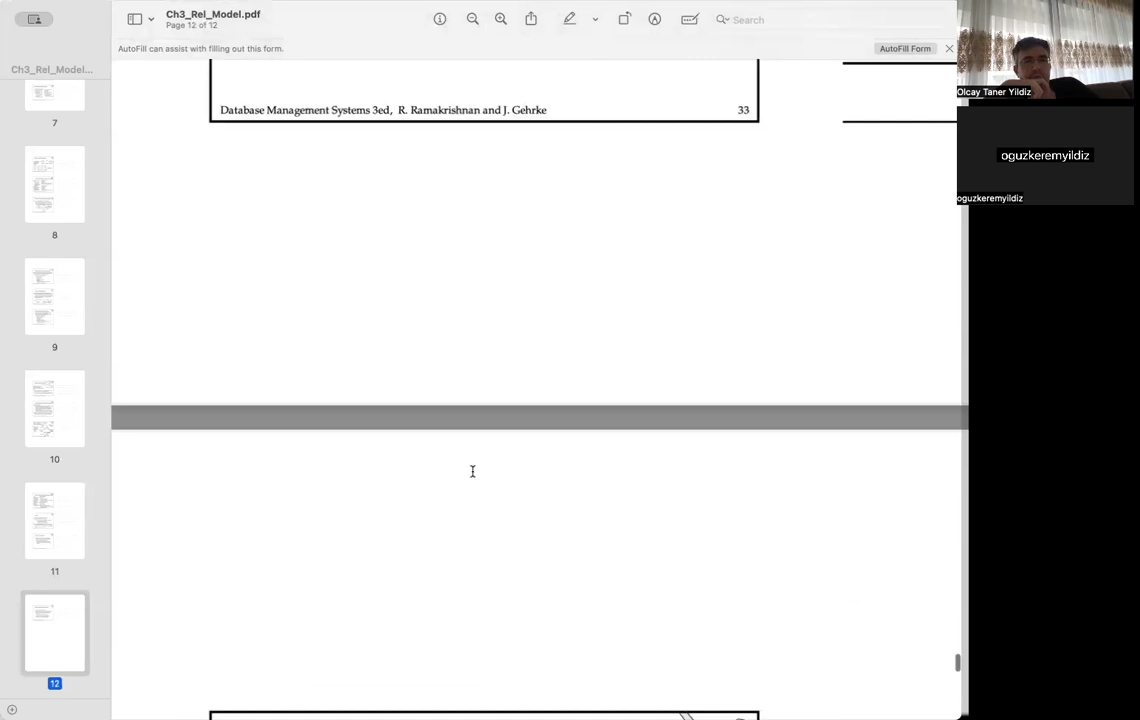 Ch3_Rel_Model.pdf
Page 12 of 12
Search
AutoFill can assist with filling out this form.
AutoFill Form
Ch3_Rel_Model...
7
8
9
10
11
12
Database Management Systems 3ed, R. Ramakrishnan and J. Gehrke
33
Olcay Taner Yildiz
oguzkeremyildiz
oguzkeremyildiz